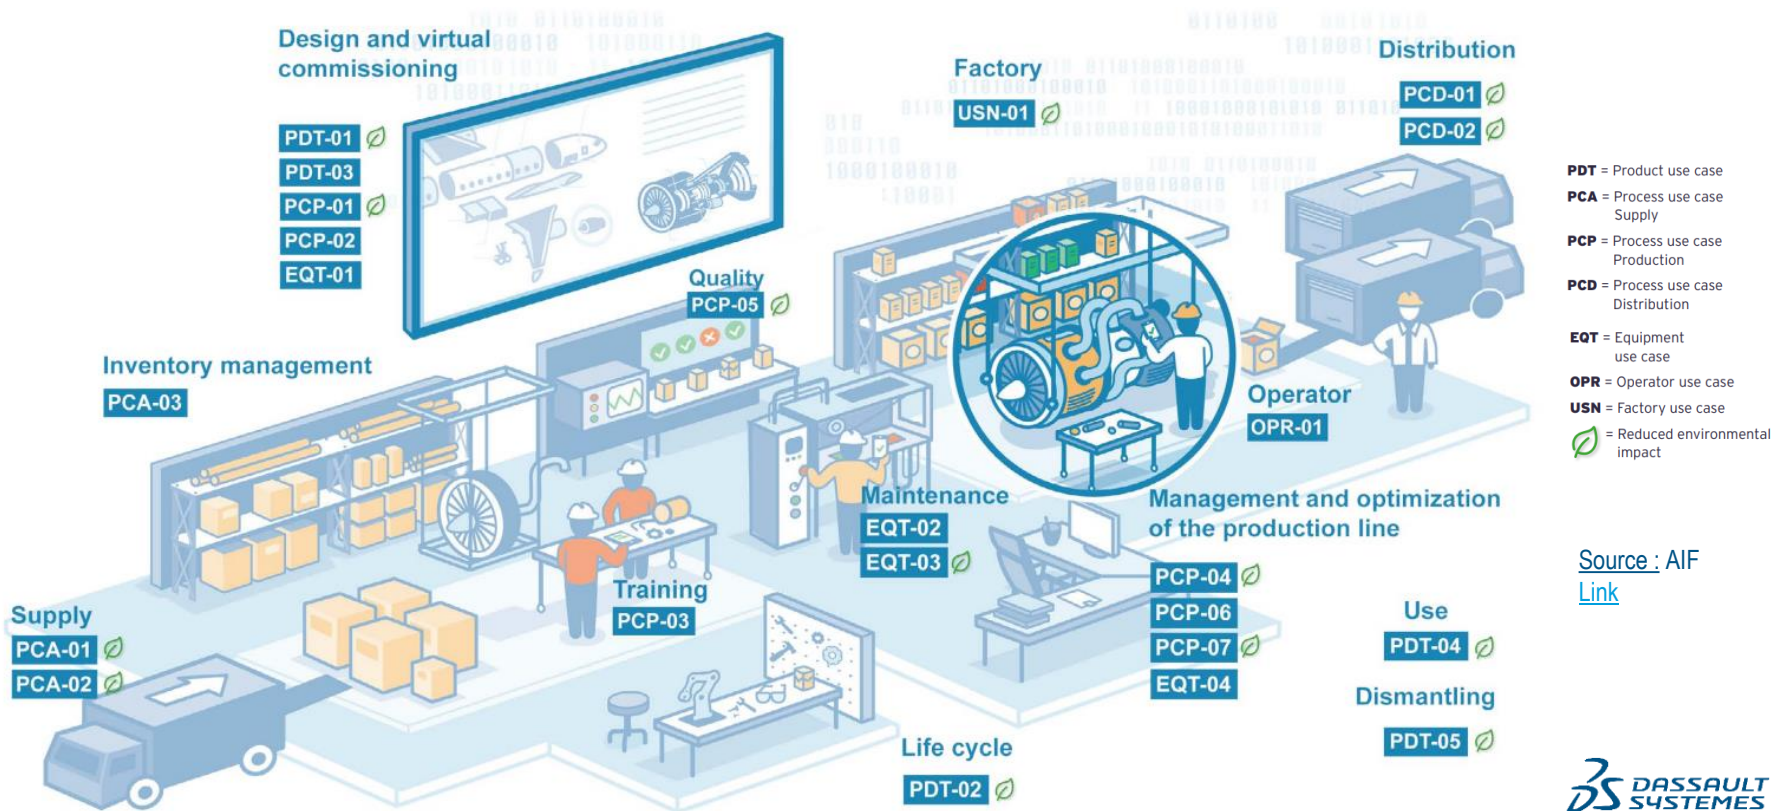 Design and virtual
commissioning
PDT-01
PDT-03
PCP-01
PCP-02
EQT-01
Factory
USN-01
Distribution
PCD-01
PCD-02
Quality
PCP-05
Inventory management
PCA-03
Operator
OPR-01
Maintenance
EQT-02
EQT-03
Management and optimization
of the production line
PCP-04
PCP-06
PCP-07
EQT-04
Training
PCP-03
Supply
PCA-01
PCA-02
Life cycle
PDT-02
Use
PDT-04
Dismantling
PDT-05
PDT = Product use case
PCA = Process use case
Supply
PCP = Process use case
Production
PCD = Process use case
Distribution
EQT = Equipment
use case
OPR = Operator use case
USN = Factory use case
= Reduced environmental
impact
Source : AIF
Link
DASSAULT
SYSTEMES